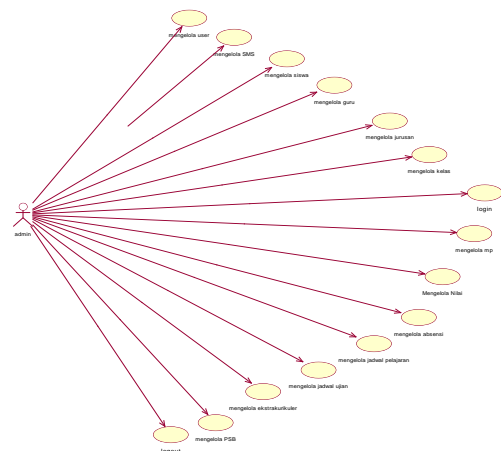 mengelola user
mengelola SMS
mengelola siswa
mengelola guru
mengelola jurusan
mengelola kelas
login
admin
mengelola mp
Mengelola Nilai
mengelola absensi
mengelola jadwal pelajaran
mengelola jadwal ujian
mengelola ekstrakurikuler
mengelola PSB
logout